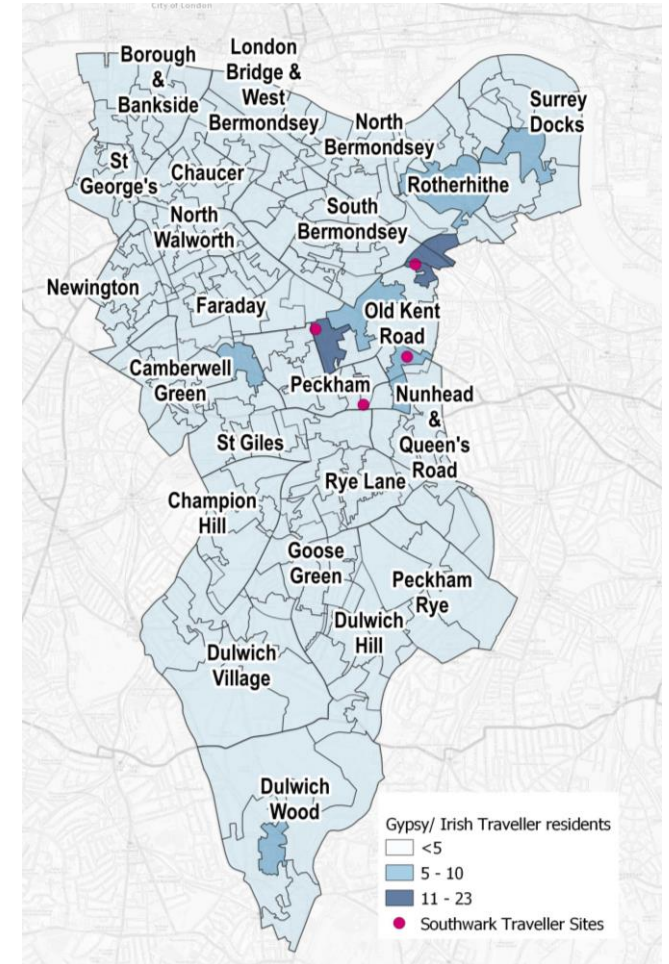 City of London
Borough
&
Bankside
London
Bridge &
West
Bermondsey
North
Bermondsey
Surrey
Docks
St
George's
Chaucer
Rotherhithe
North
Walworth
South
Bermondsey
Newington
Faraday
Old Kent
Road
Camberwell
Green
Peckham
Nunhead
&
Queen's
Road
St Giles
Rye Lane
Champion
Hill
Goose
Green
Peckham
Rye
Dulwich
Hill
Dulwich
Village
Dulwich
Wood
Gypsy/ Irish Traveller residents
<5
5 - 10
11 - 23
Southwark Traveller Sites